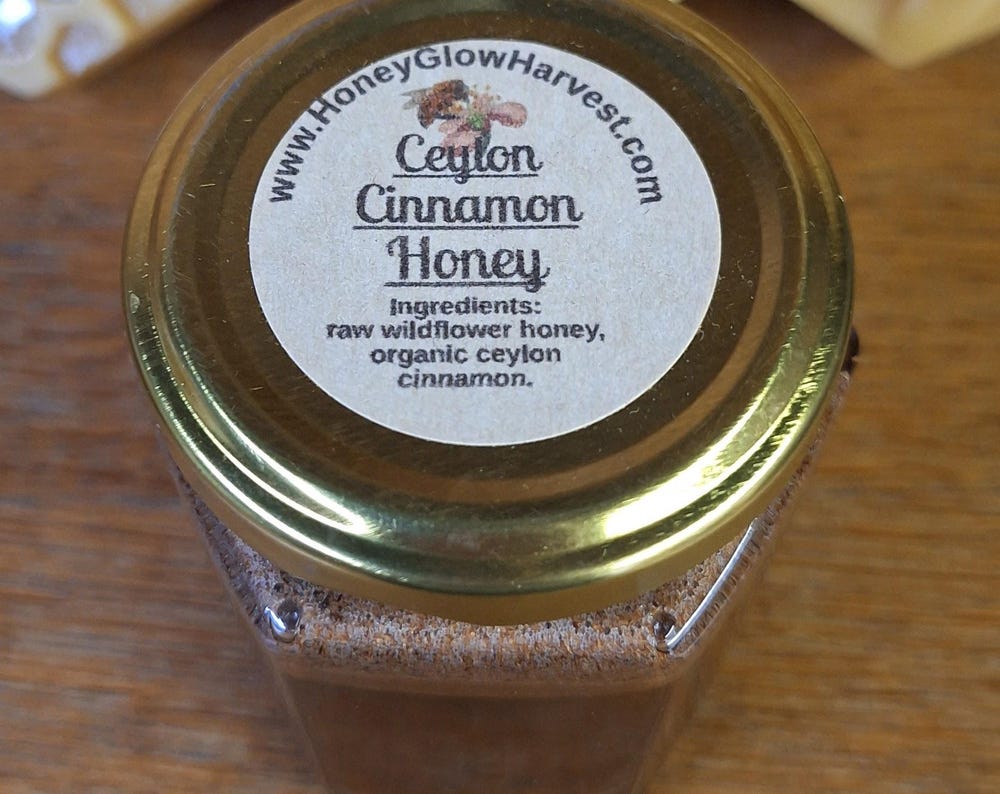 www.HoneyGlowHarvest.com
Ceylon
Cinnamon
Honey
Ingredients:
raw wildflower honey,
organic ceylon
cinnamon.